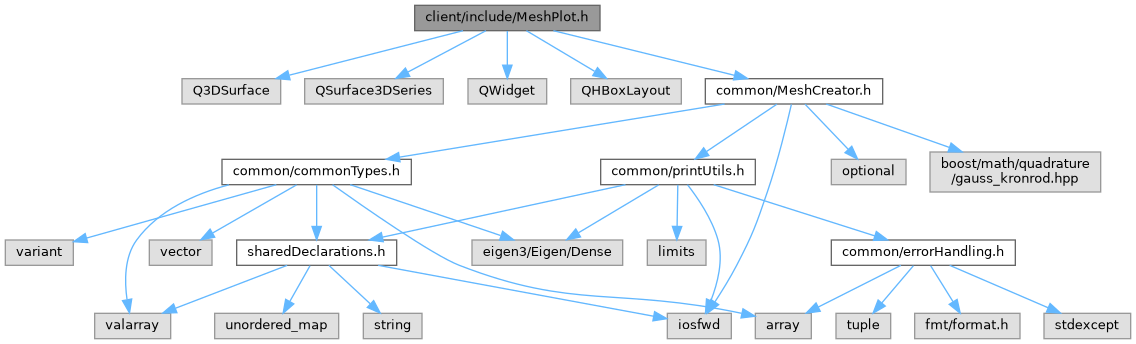 client/include/MeshPlot.h
Q3DSurface
QSurface3DSeries
QWidget
QHBoxLayout
common/MeshCreator.h
common/commonTypes.h
common/printUtils.h
optional
boost/math/quadrature
/gauss_kronrod.hpp
variant
vector
sharedDeclarations.h
eigen3/Eigen/Dense
limits
common/errorHandling.h
valarray
unordered_map
string
iosfwd
array
tuple
fmt/format.h
stdexcept